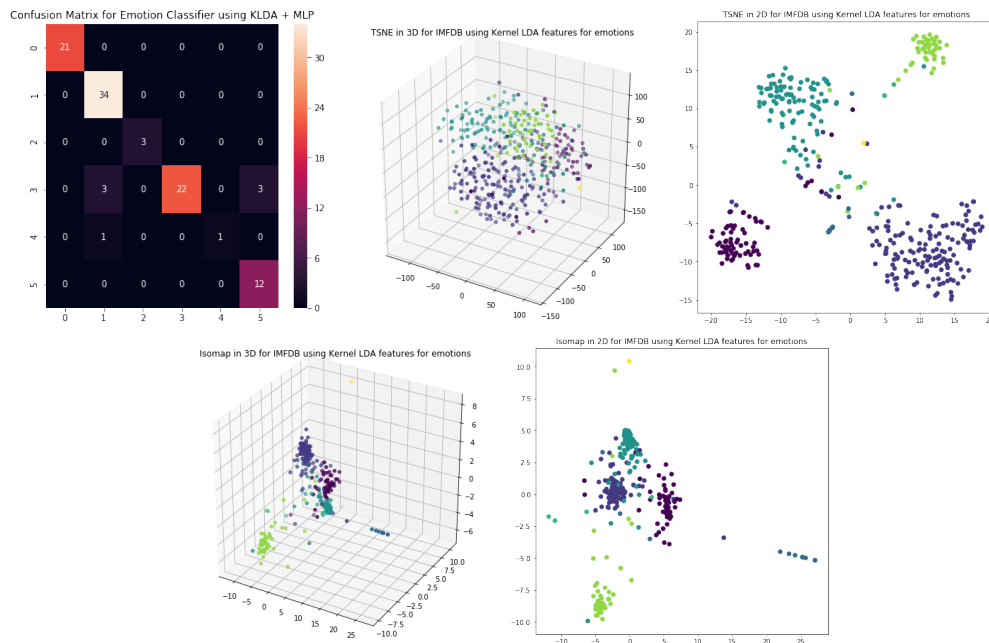 Confusion Matrix for Emotion Classifier using KLDA + MLP
0 21 0 0 0 0 0
1 0 34 0 0 0 0
2 0 0 3 0 0 0
3 0 3 0 22 0 3
4 0 1 0 0 1 0
5 0 0 0 0 0 12
0 1 2 3 4 5
30
24
18
12
6
0
TSNE in 3D for IMFDB using Kernel LDA features for emotions
100
50
0
−50
−100
−150
−100 −50 0 50 100
−150 −100 −50 0 50 100
TSNE in 2D for IMFDB using Kernel LDA features for emotions
20
15
10
5
0
−5
−10
−15
−20 −15 −10 −5 0 5 10 15 20
Isomap in 3D for IMFDB using Kernel LDA features for emotions
8
6
4
2
0
−2
−4
−6
−10 −5 0 5 10 15 20 25
−10.0 −7.5 −5.0 −2.5 0.0 2.5 5.0 7.5 10.0
Isomap in 2D for IMFDB using Kernel LDA features for emotions
10.0
7.5
5.0
2.5
0.0
−2.5
−5.0
−7.5
−10.0
−10 −5 0 5 10 15 20 25